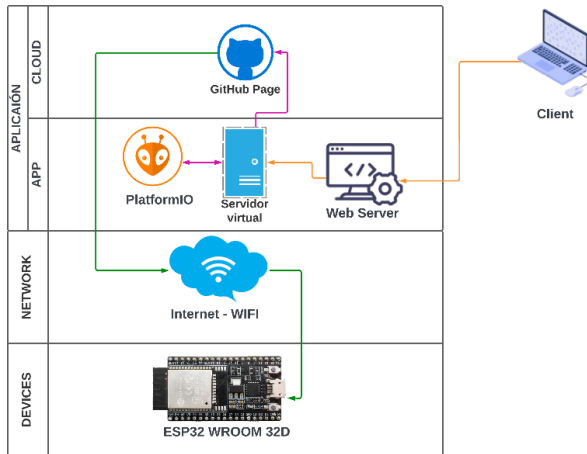 APLICAIÓN
CLOUD
GitHub Page
Client
APP
PlatformIO
Servidor
virtual
</>
Web Server
NETWORK
Internet - WIFI
DEVICES
ESP32 WROOM 32D